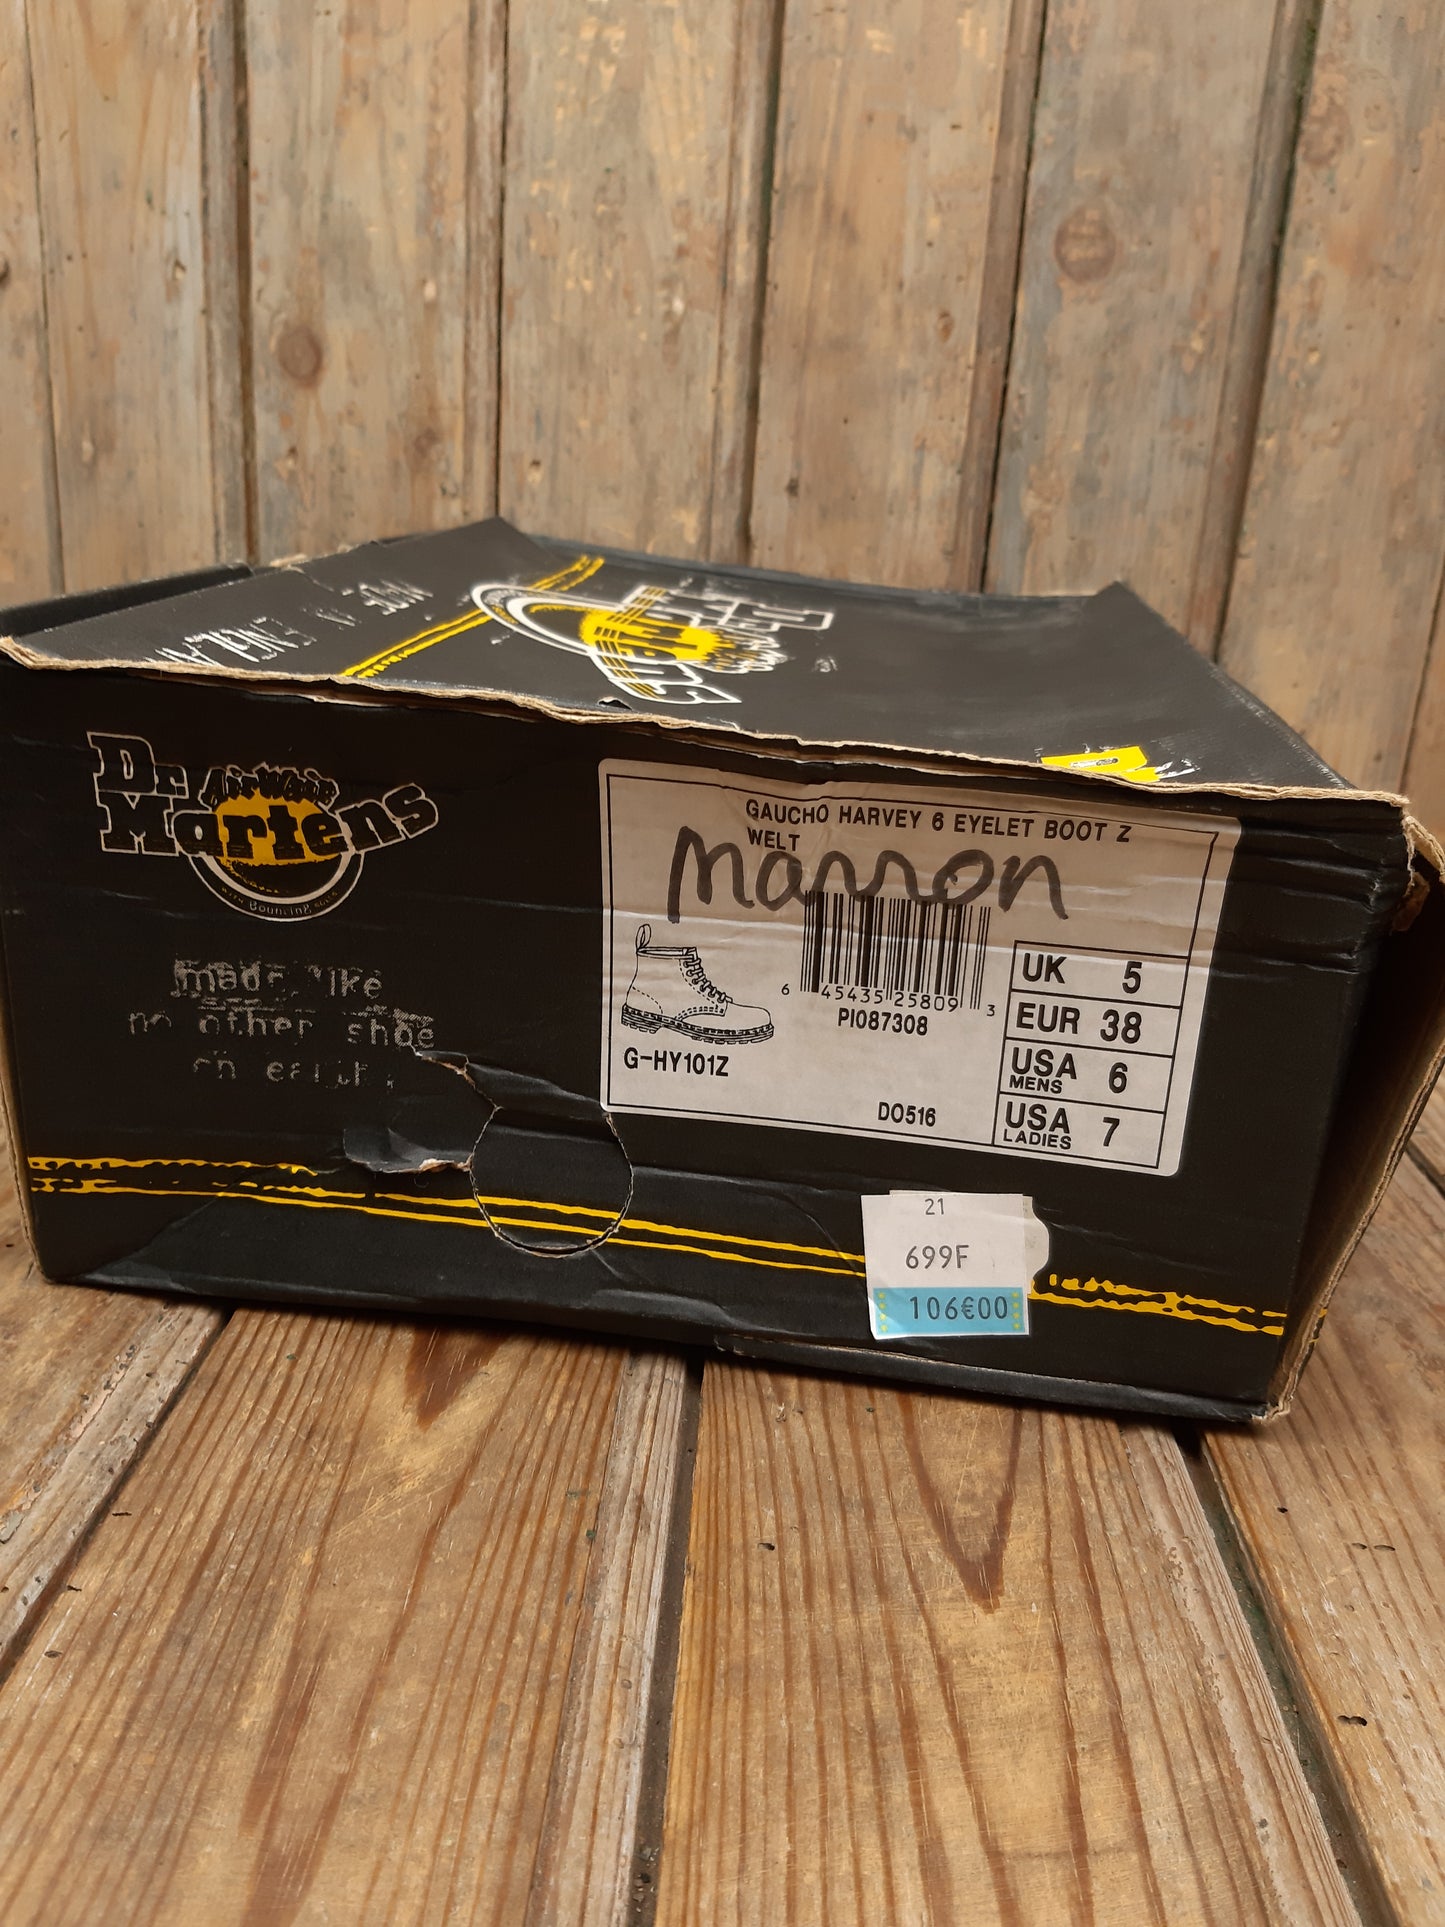 MADE IN ENGLAN
Dr.
Martens
AirWair
WITH Bouncing SOLES
made like
no other shoe
on earth.
GAUCHO HARVEY 6 EYELET BOOT Z
WELT
marron
6 45435 25809 3
PI087308
G-HY101Z
DO516
UK 5
EUR 38
USA MENS 6
USA LADIES 7
21
699F
106€00